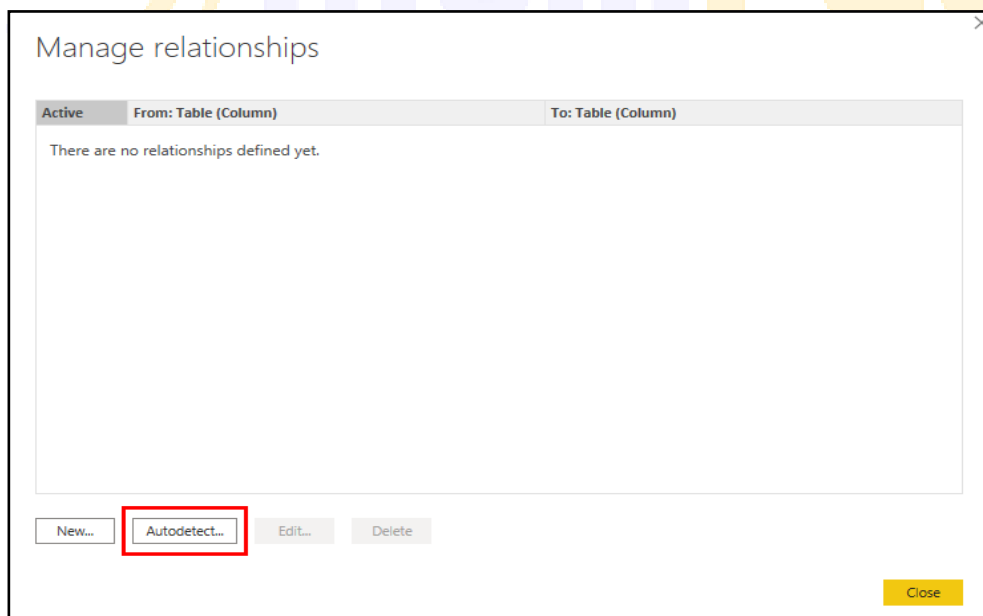 Manage relationships
Active From: Table (Column) To: Table (Column)
There are no relationships defined yet.
New... Autodetect... Edit... Delete
Close